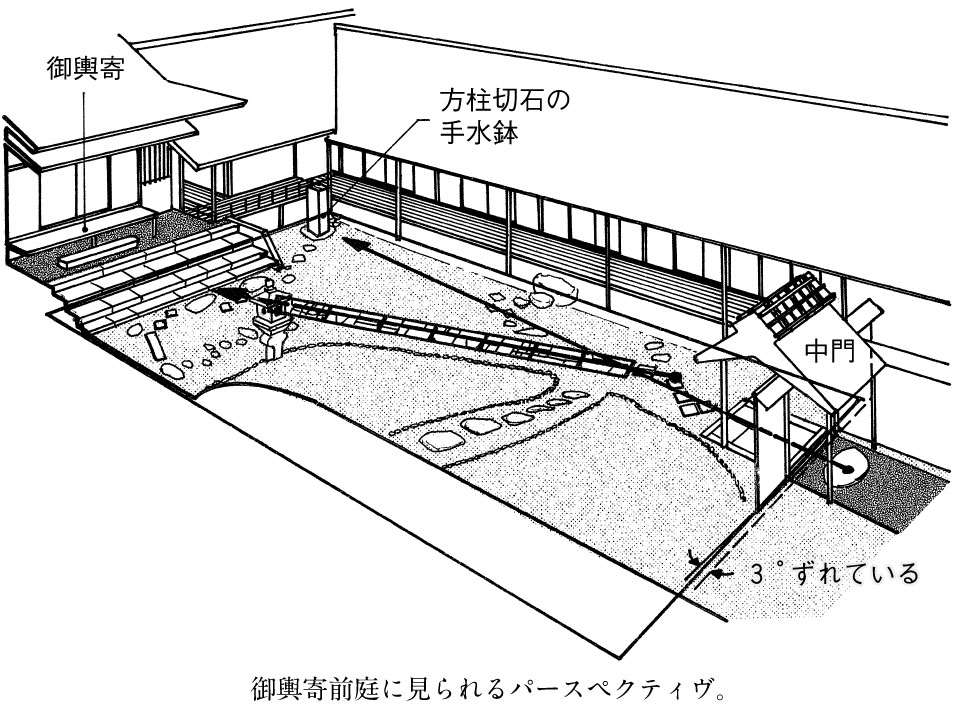 御輿寄
方柱切石の
手水鉢
中門
3°ずれている
御輿寄前庭に見られるパースペクティヴ。